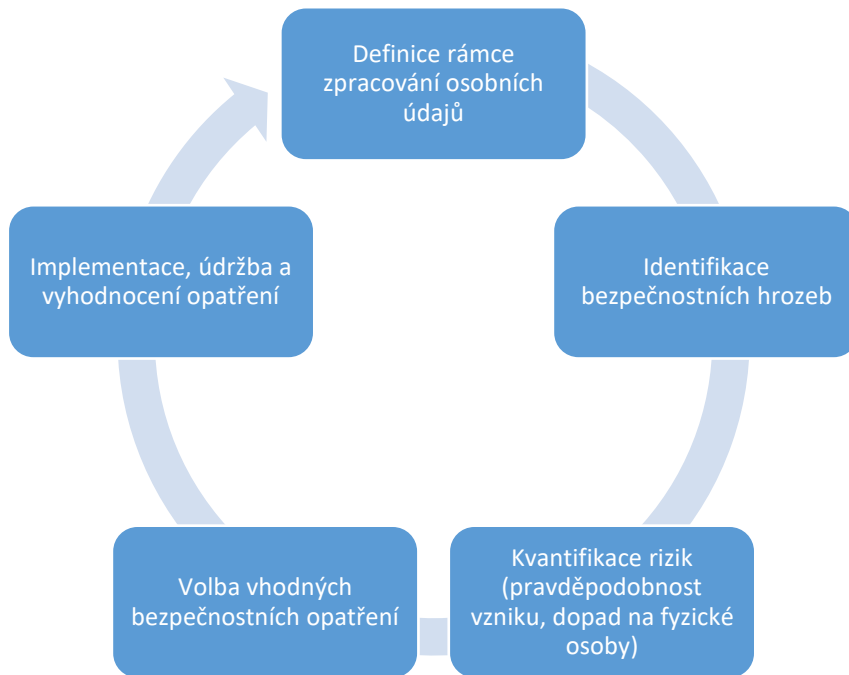 Definice rámce
zpracování osobních
údajů
Identifikace
bezpečnostních hrozeb
Kvantifikace rizik
(pravděpodobnost
vzniku, dopad na fyzické
osoby)
Volba vhodných
bezpečnostních opatření
Implementace, údržba a
vyhodnocení opatření